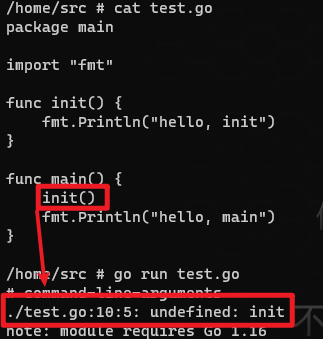 /home/src # cat test.go
package main

import "fmt"

func init() {
    fmt.Println("hello, init")
}

func main() {
    init()
    fmt.Println("hello, main")
}

/home/src # go run test.go
# command-line-arguments
./test.go:10:5: undefined: init
note: module requires Go 1.16
不